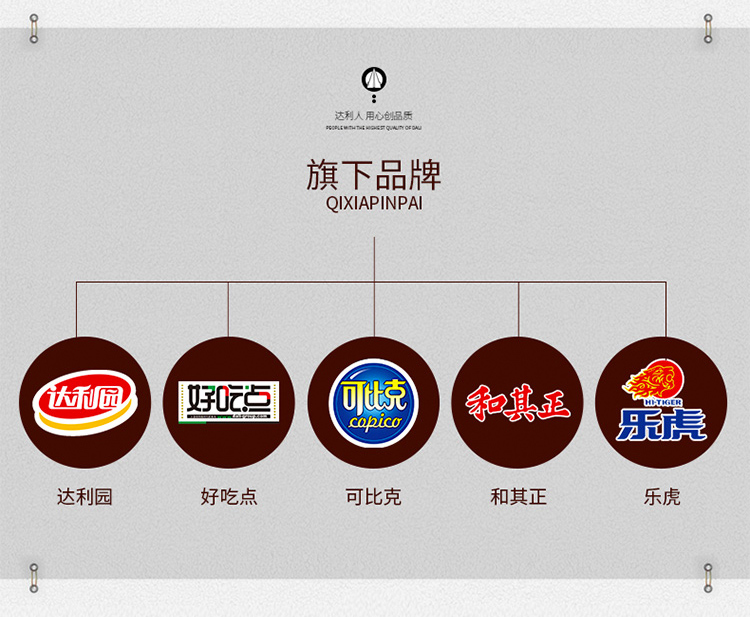 达利人 用心创品质
PEOPLE WITH THE HIGHEST QUALITY OF DALI
旗下品牌
QIXIAPINPAI
达利园
好吃点
可比克
copico
和其正
HI-TIGER
乐虎
达利园
好吃点
可比克
和其正
乐虎